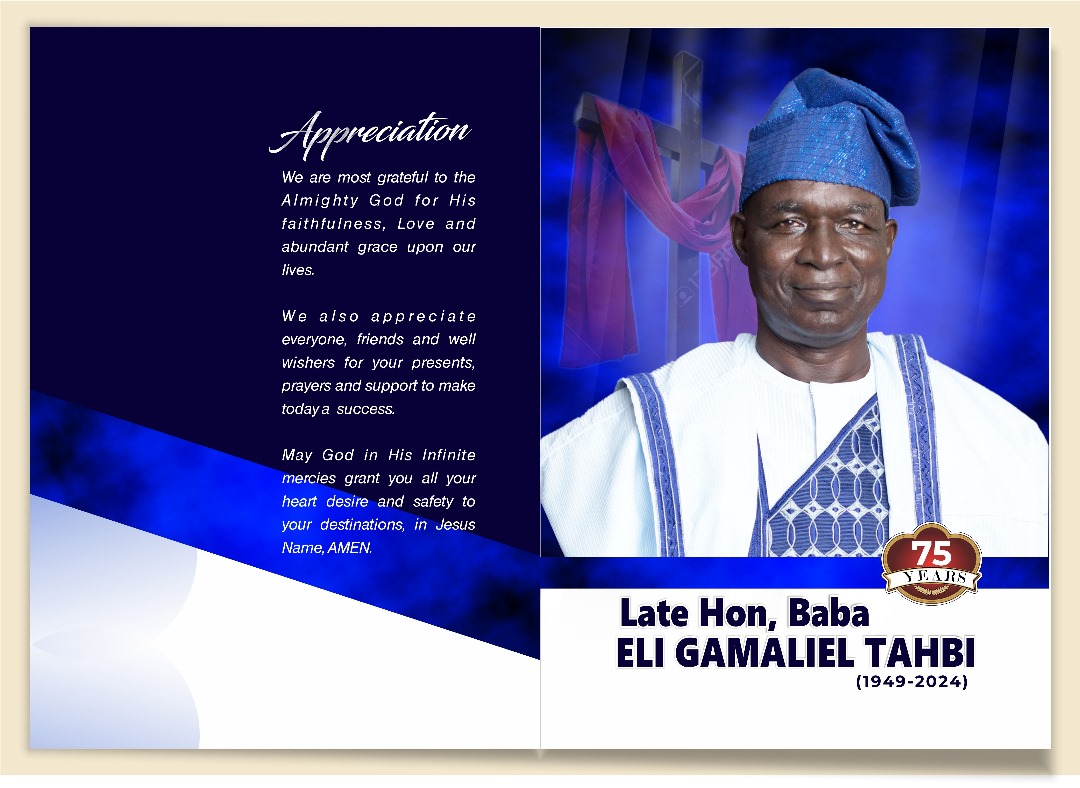 Appreciation
We are most grateful to the
Almighty God for His
faithfulness, Love and
abundant grace upon our
lives.
We also appreciate
everyone, friends and well
wishers for your presents,
prayers and support to make
today a success.
May God in His Infinite
mercies grant you all your
heart desire and safety to
your destinations, in Jesus
Name, AMEN.
75
YEARS
Late Hon, Baba
ELI GAMALIEL TAHBI
(1949-2024)